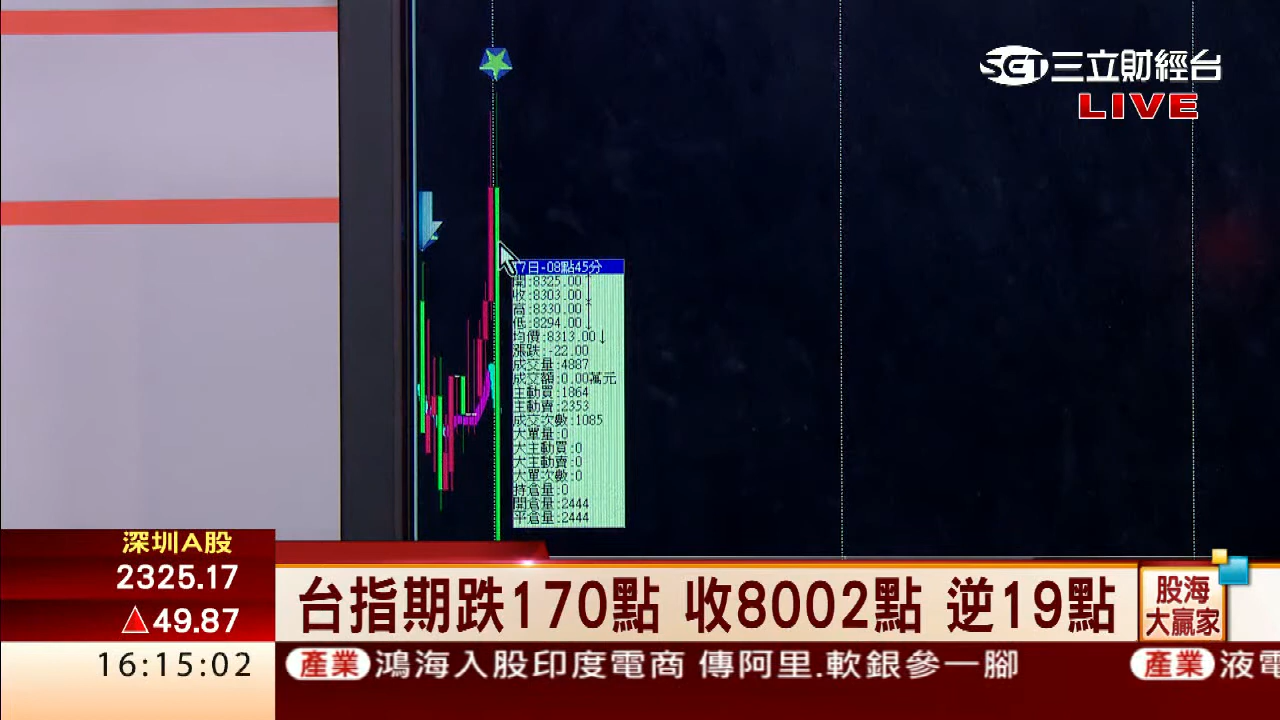 SET三立財經台
LIVE
7日-08點45分
開:8325.00
收:8303.00
高:8330.00
低:8294.00
均價:8313.00↓
漲跌:-22.00
成交量:4887
成交額:0.00萬元
主動買:1864
主動賣:2353
成交次數:1085
大單量:0
大主動買:0
大主動賣:0
大單次數:0
持倉量:0
開倉量:2444
平倉量:2444
深圳A股
2325.17
△49.87
16:15:02
台指期跌170點 收8002點 逆19點
股海
大贏家
產業 鴻海入股印度電商 傳阿里.軟銀參一腳
產業 液電